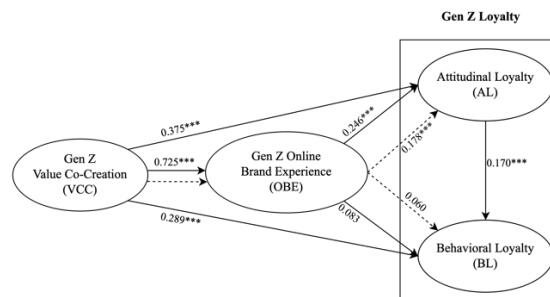 Gen Z Loyalty
Attitudinal Loyalty
(AL)
0.375***
0.246***
0.178***
Gen Z
Value Co-Creation
(VCC)
0.725***
Gen Z Online
Brand Experience
(OBE)
0.170***
0.060
0.083
0.289***
Behavioral Loyalty
(BL)